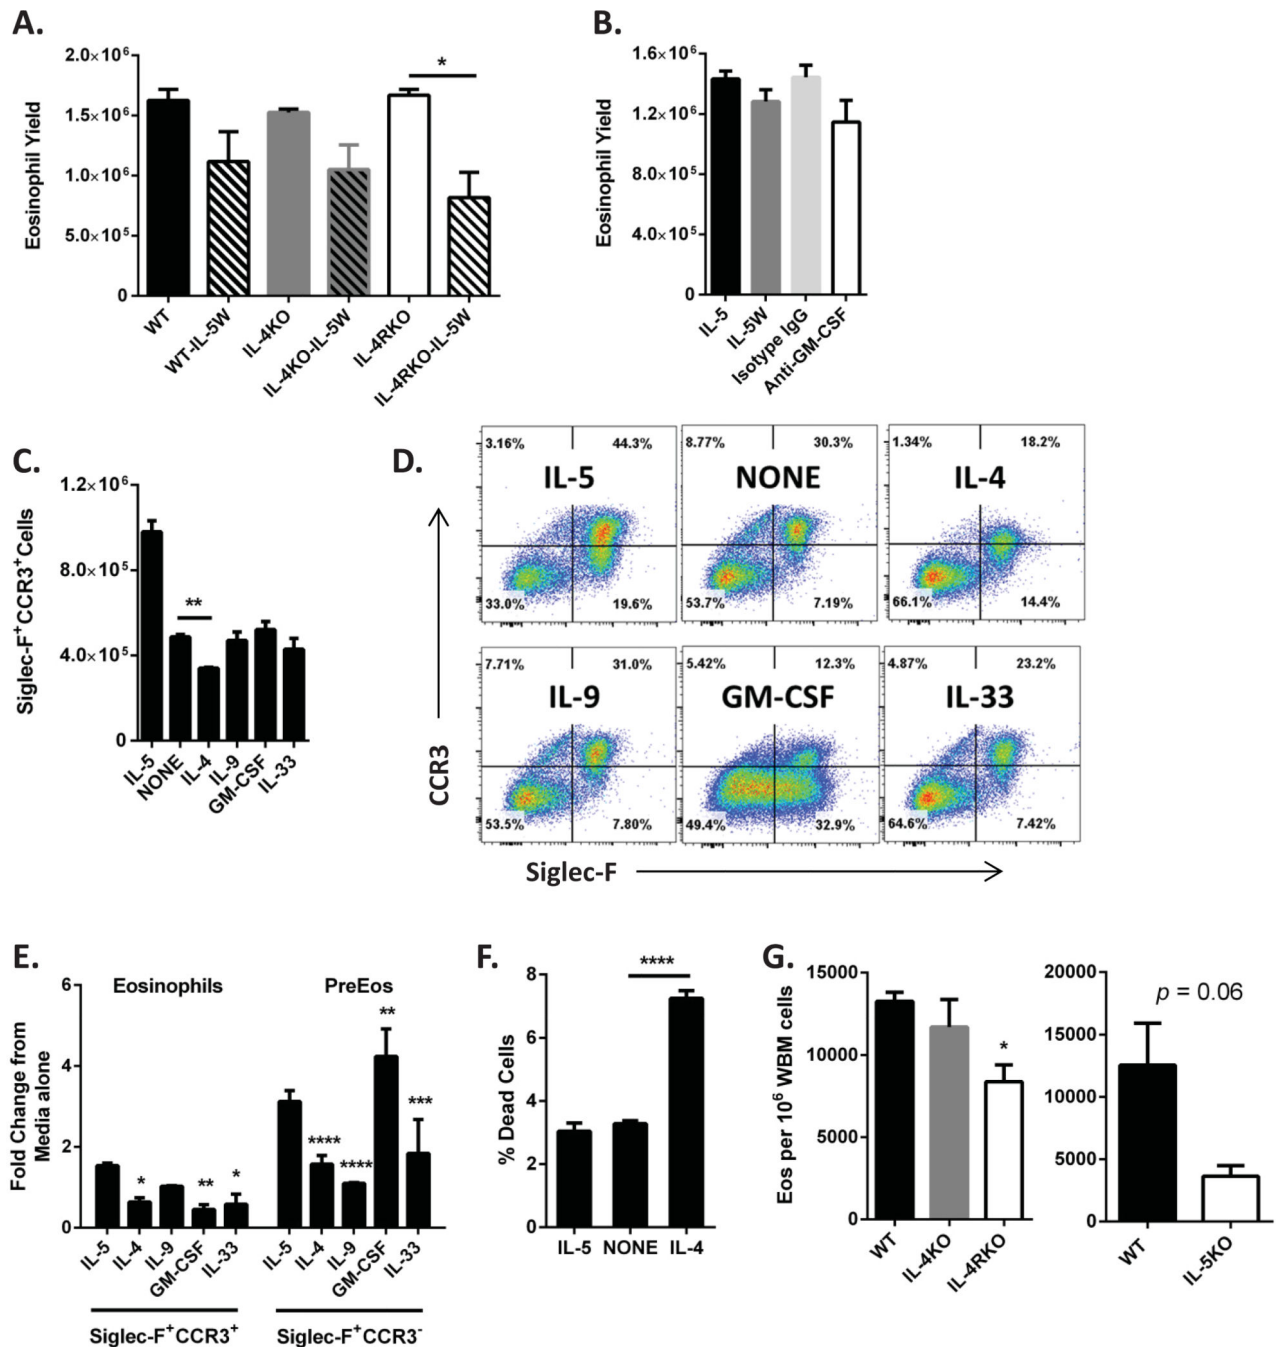 A.
2.0×10⁶
1.5×10⁶
1.0×10⁶
5.0×10⁵
0
Eosinophil Yield
*
WT
WT-IL-5W
IL-4KO
IL-4KO-IL-5W
IL-4RKO
IL-4RKO-IL-5W
B.
1.6×10⁶
1.2×10⁶
8.0×10⁵
4.0×10⁵
0
Eosinophil Yield
IL-5
IL-5W
Isotype IgG
Anti-GM-CSF
C.
1.2×10⁶
8.0×10⁵
4.0×10⁵
0
Siglec-F⁺CCR3⁺Cells
**
IL-5
NONE
IL-4
IL-9
GM-CSF
IL-33
D.
3.16% 44.3%
IL-5
33.0% 19.6%
8.77% 30.3%
NONE
53.7% 7.19%
1.34% 18.2%
IL-4
66.1% 14.4%
7.71% 31.0%
IL-9
53.5% 7.80%
5.42% 12.3%
GM-CSF
49.4% 32.9%
4.87% 23.2%
IL-33
64.6% 7.42%
CCR3
Siglec-F
E.
6
4
2
0
Fold Change from
Media alone
Eosinophils
PreEos
*
**
*
****
****
**
***
IL-5
IL-4
IL-9
GM-CSF
IL-33
IL-5
IL-4
IL-9
GM-CSF
IL-33
Siglec-F⁺CCR3⁺
Siglec-F⁺CCR3⁻
F.
8
6
4
2
0
% Dead Cells
****
IL-5 NONE IL-4
G.
15000
10000
5000
0
Eos per 10⁶ WBM cells
*
WT
IL-4KO
IL-4RKO
20000
15000
10000
5000
0
p = 0.06
WT
IL-5KO